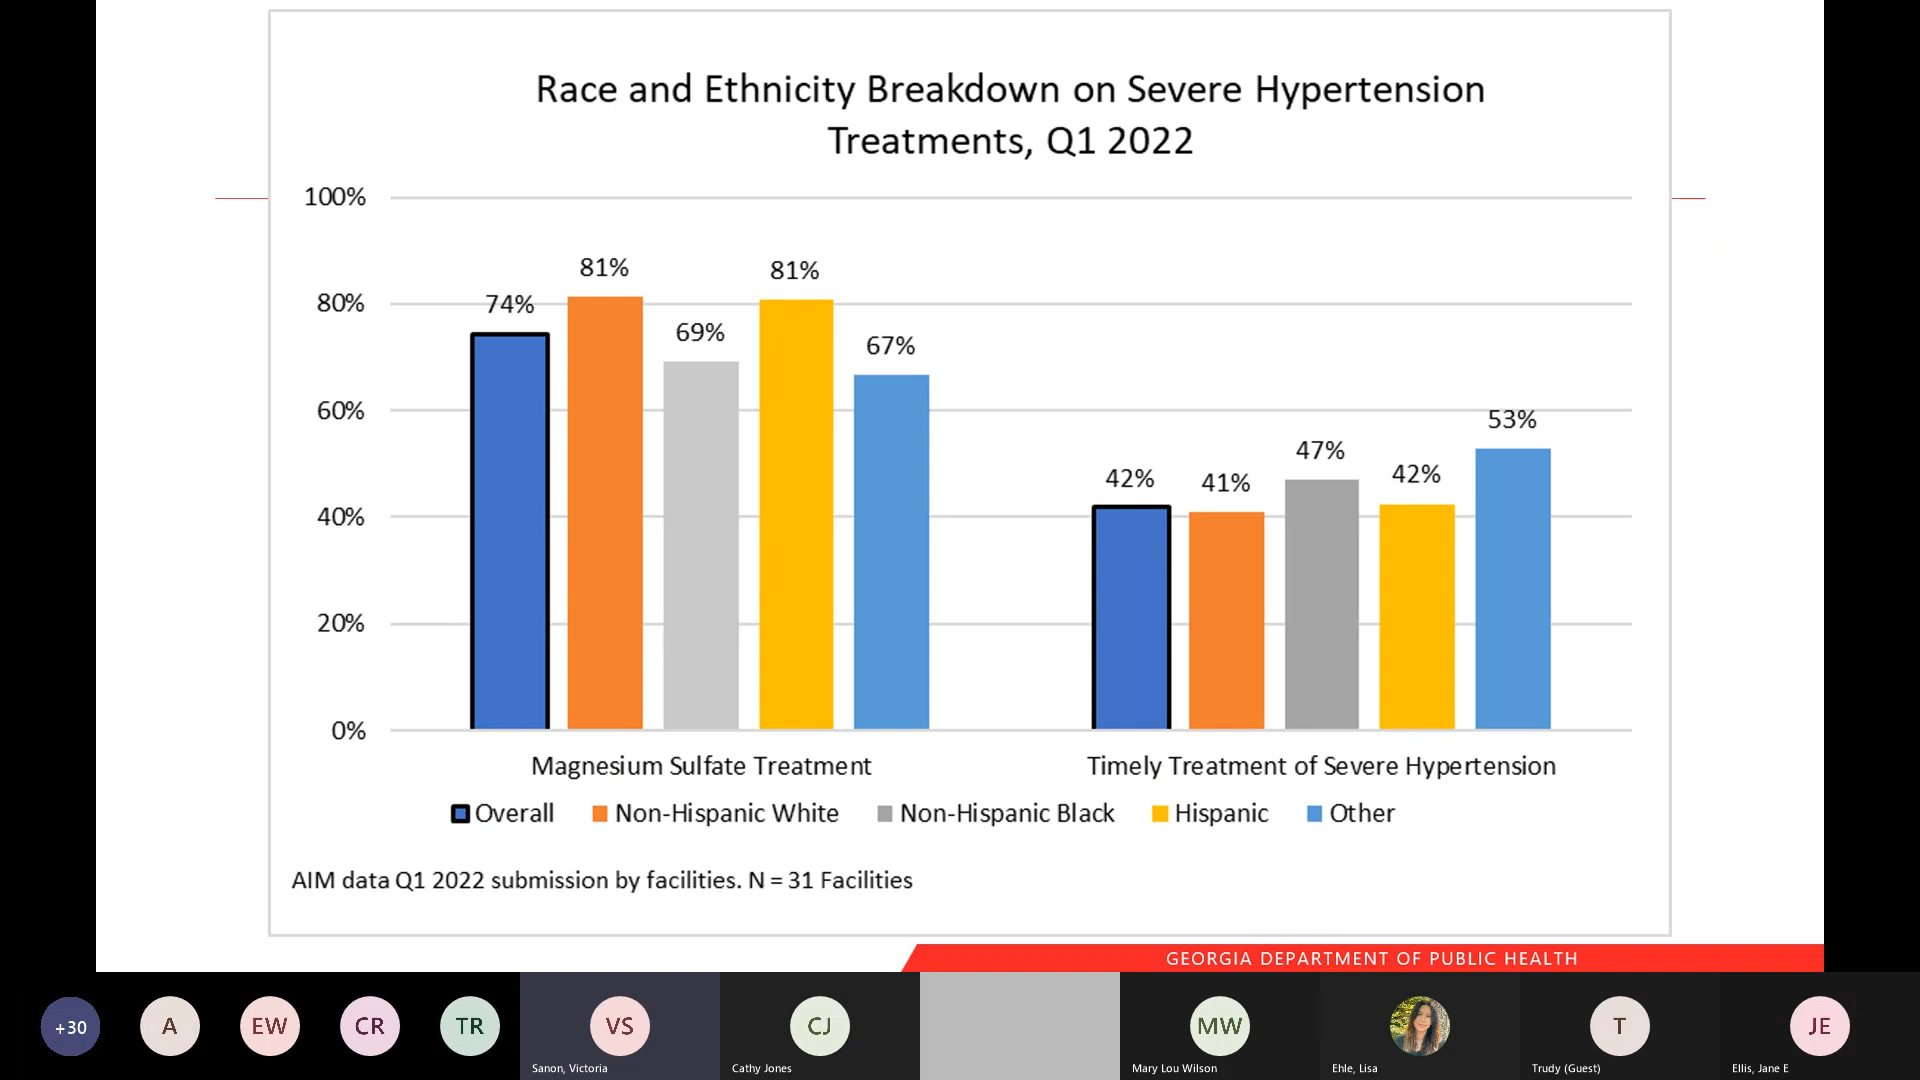 Race and Ethnicity Breakdown on Severe Hypertension
Treatments, Q1 2022
100%
80%
60%
40%
20%
0%
74%
81%
69%
81%
67%
42%
41%
47%
42%
53%
Magnesium Sulfate Treatment
Timely Treatment of Severe Hypertension
Overall
Non-Hispanic White
Non-Hispanic Black
Hispanic
Other
AIM data Q1 2022 submission by facilities. N = 31 Facilities
GEORGIA DEPARTMENT OF PUBLIC HEALTH
+30
A
EW
CR
TR
VS
Sanon, Victoria
CJ
Cathy Jones
MW
Mary Lou Wilson
Ehle, Lisa
T
Trudy (Guest)
JE
Ellis, Jane E